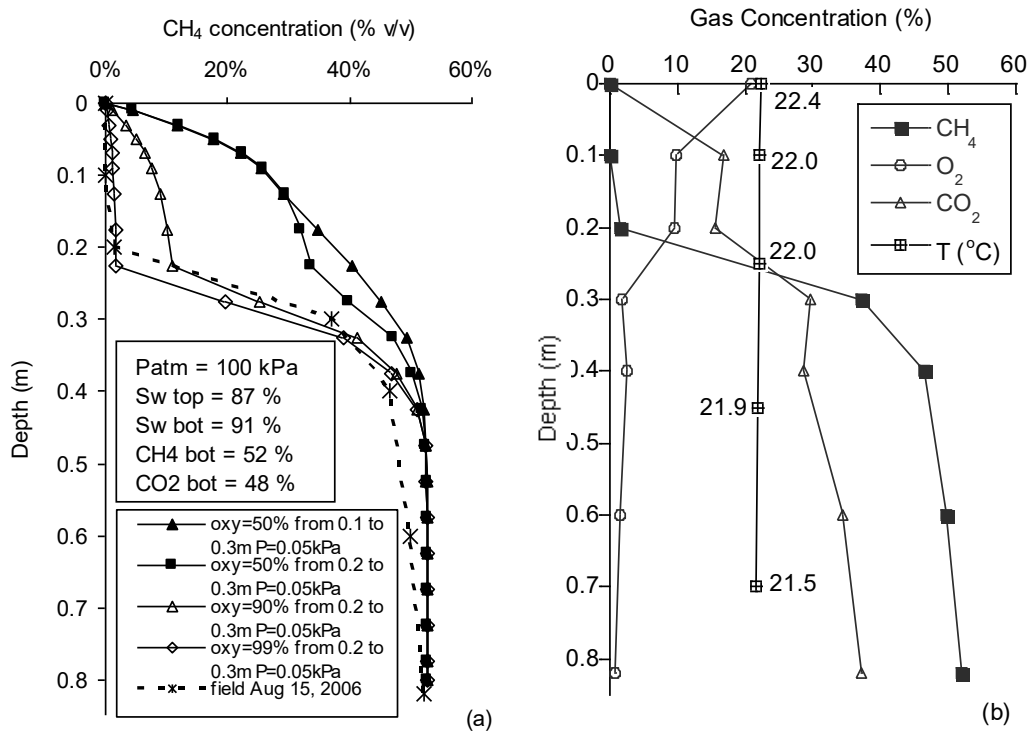 CH₄ concentration (% v/v)
0% 20% 40% 60%
0
0.1
0.2
0.3
0.4
0.5
0.6
0.7
0.8
Depth (m)
Patm = 100 kPa
Sw top = 87 %
Sw bot = 91 %
CH4 bot = 52 %
CO2 bot = 48 %
oxy=50% from 0.1 to
0.3m P=0.05kPa
oxy=50% from 0.2 to
0.3m P=0.05kPa
oxy=90% from 0.2 to
0.3m P=0.05kPa
oxy=99% from 0.2 to
0.3m P=0.05kPa
field Aug 15, 2006
(a)
Gas Concentration (%)
0 10 20 30 40 50 60
0
0.1
0.2
0.3
0.4
0.5
0.6
0.7
0.8
Depth (m)
22.4
22.0
22.0
21.9
21.5
CH₄
O₂
CO₂
T (°C)
(b)